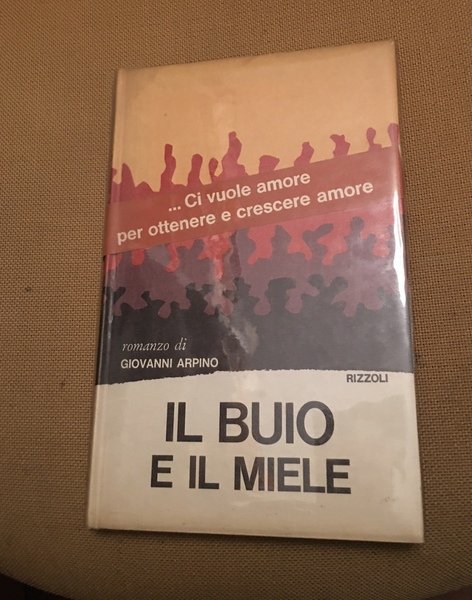 ... Ci vuole amore
per ottenere e crescere amore
romanzo di
GIOVANNI ARPINO
RIZZOLI
IL BUIO
E IL MIELE